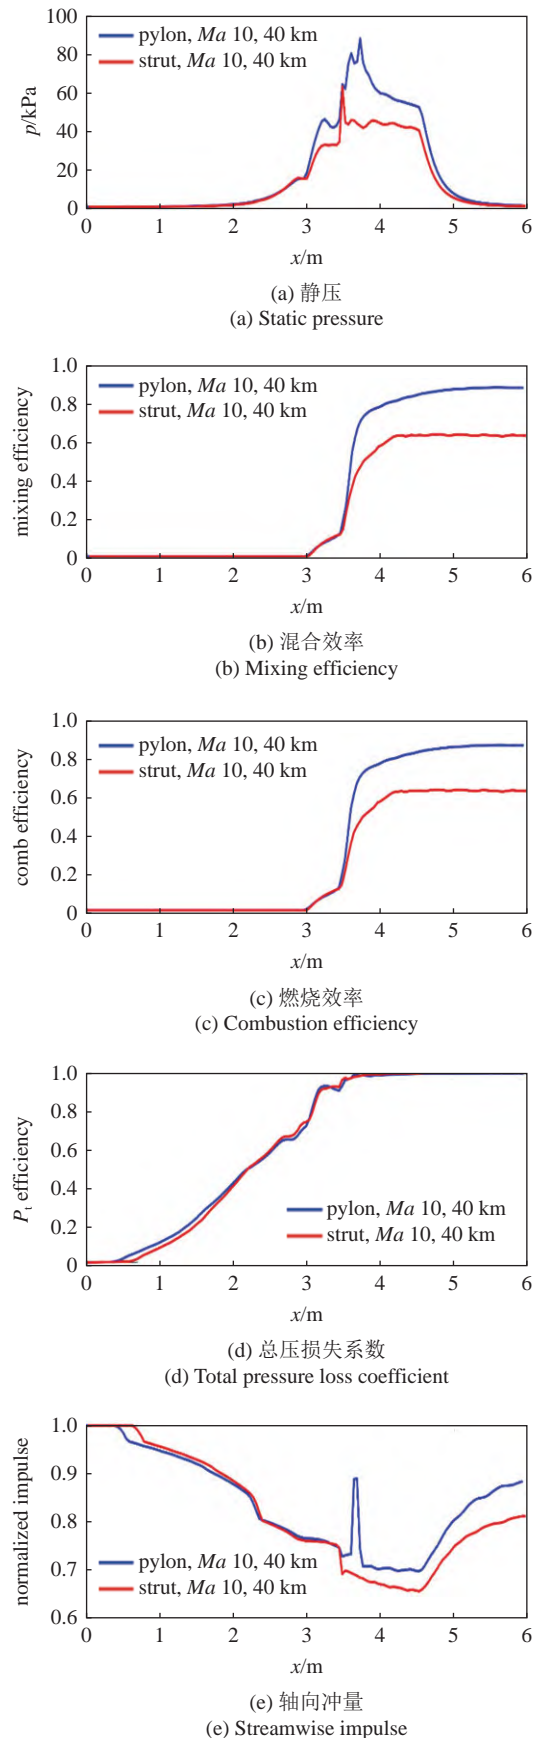 100
80
60
40
20
0
p/kPa
pylon, Ma 10, 40 km
strut, Ma 10, 40 km
0 1 2 3 4 5 6
x/m
(a) 静压
(a) Static pressure
1.0
0.8
0.6
0.4
0.2
0
mixing efficiency
pylon, Ma 10, 40 km
strut, Ma 10, 40 km
0 1 2 3 4 5 6
x/m
(b) 混合效率
(b) Mixing efficiency
1.0
0.8
0.6
0.4
0.2
0
comb efficiency
pylon, Ma 10, 40 km
strut, Ma 10, 40 km
0 1 2 3 4 5 6
x/m
(c) 燃烧效率
(c) Combustion efficiency
1.0
0.8
0.6
0.4
0.2
0
Pt efficiency
pylon, Ma 10, 40 km
strut, Ma 10, 40 km
0 1 2 3 4 5 6
x/m
(d) 总压损失系数
(d) Total pressure loss coefficient
1.0
0.9
0.8
0.7
0.6
normalized impulse
pylon, Ma 10, 40 km
strut, Ma 10, 40 km
0 1 2 3 4 5 6
x/m
(e) 轴向冲量
(e) Streamwise impulse